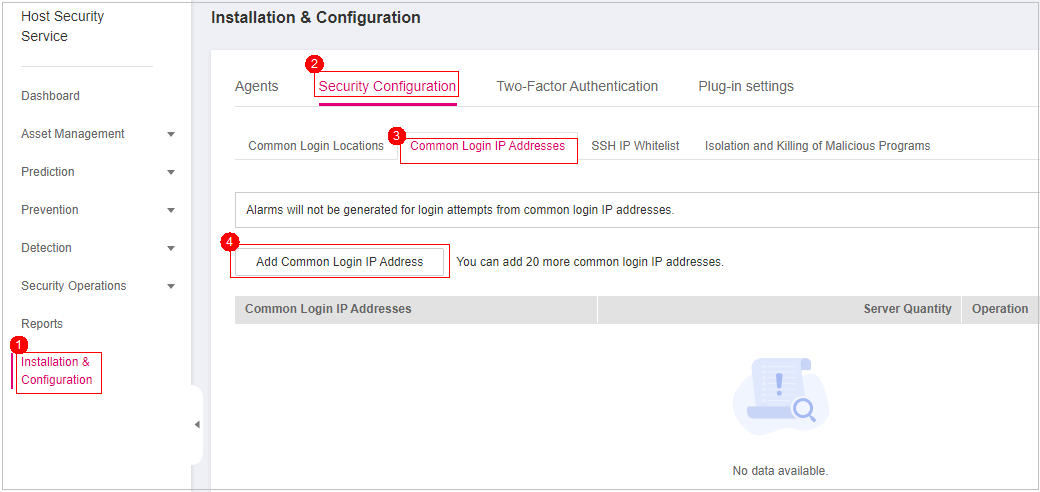 Host Security
Service
Installation & Configuration
Dashboard
Asset Management
Prediction
Prevention
Detection
Security Operations
Reports
1
Installation &
Configuration
2
Agents Security Configuration Two-Factor Authentication Plug-in settings
3
Common Login Locations Common Login IP Addresses SSH IP Whitelist Isolation and Killing of Malicious Programs
Alarms will not be generated for login attempts from common login IP addresses.
4
Add Common Login IP Address You can add 20 more common login IP addresses.
Common Login IP Addresses Server Quantity Operation
No data available.